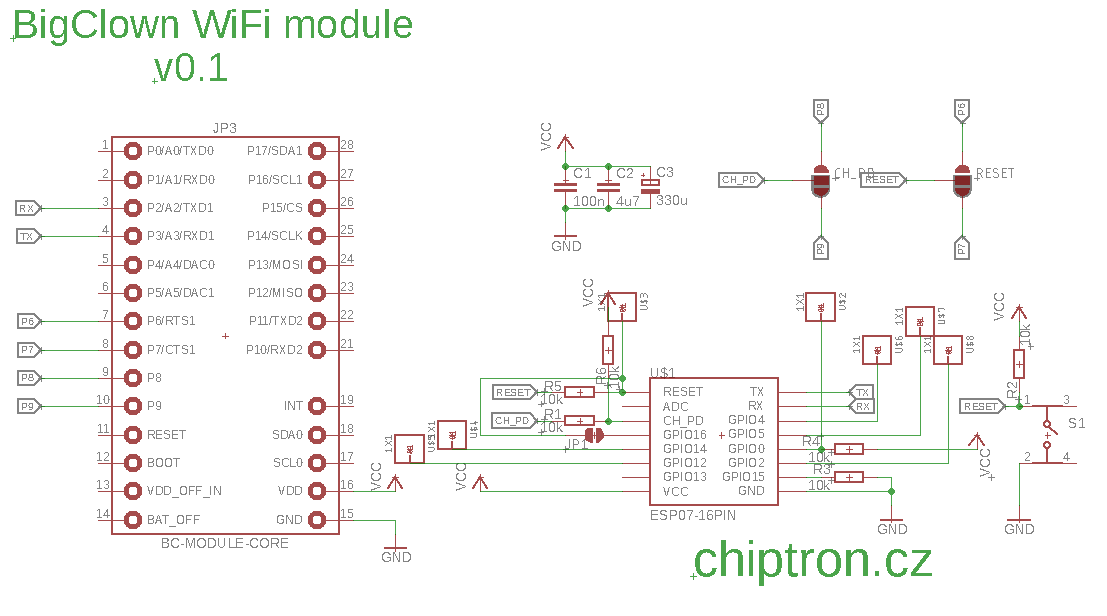 BigClown WiFi module
v0.1
JP3
1 P0/A0/TXD0 P17/SDA1 28
2 P1/A1/RXD0 P16/SCL1 27
RX 3 P2/A2/TXD1 P15/CS 26
TX 4 P3/A3/RXD1 P14/SCLK 25
5 P4/A4/DAC0 P13/MOSI 24
6 P5/A5/DAC1 P12/MISO 23
P6 7 P6/RTS1 P11/TXD2 22
P7 8 P7/CTS1 P10/RXD2 21
P8 9 P8
P9 10 P9 INT 19
11 RESET SDA0 18
12 BOOT SCL0 17
13 VDD_OFF_IN VDD 16
14 BAT_OFF GND 15
BC-MODULE-CORE
VCC
GND
VCC
C1 C2 C3
100n 4u7 330u
GND
P8
CH_PD CH_PD
P9
P6
RESET RESET
P7
VCC
1X1 U$3
1X1 U$2
1X1 U$6
1X1 U$7
1X1 U$8
R6
10k
RESET R5
10k
CH_PD R1
10k
JP1
1X1
1X1
VCC
U$1
RESET TX TX
ADC RX RX
CH_PD GPIO4
GPIO16 GPIO5
GPIO14 GPIO0
GPIO12 GPIO2
GPIO13 GPIO15
VCC GND
ESP07-16PIN
R4
10k
R3
10k
VCC
GND
VCC
10k
R2
RESET
1 3
S1
2 4
GND
chiptron.cz